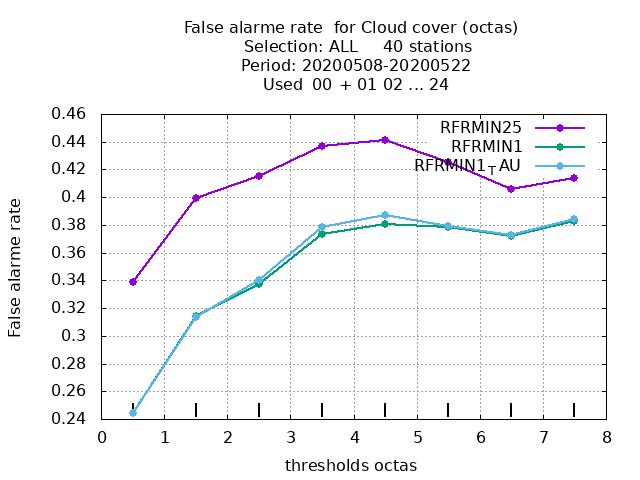 False alarme rate  for Cloud cover (octas)
Selection: ALL     40 stations
Period: 20200508-20200522
Used  00  + 01 02 ... 24
0.46
0.44
0.42
0.4
0.38
0.36
0.34
0.32
0.3
0.28
0.26
0.24
False alarme rate
RFRMIN25
RFRMIN1
RFRMIN1TAU
0 1 2 3 4 5 6 7 8
thresholds octas